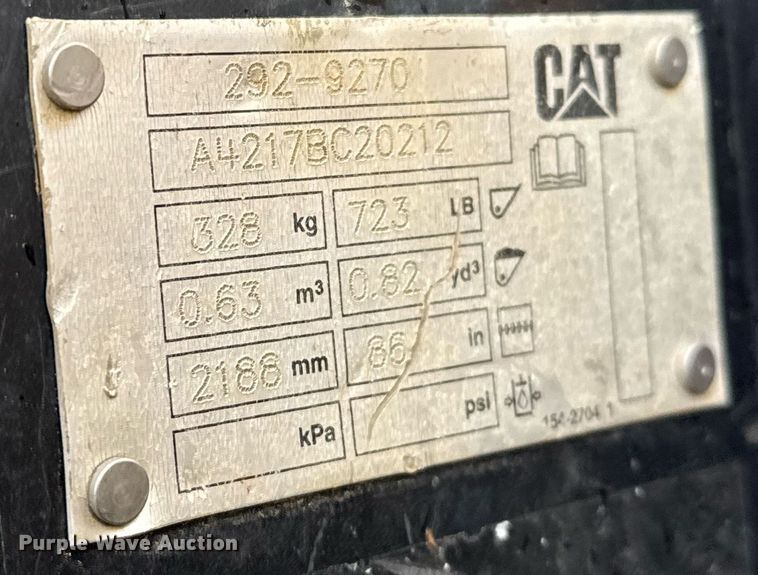 CAT
292-9270
A4217BC20212
328 kg 723 LB
0.63 m³ 0.82 yd³
2188 mm 86 in
kPa psi
154-2704 1
Purple Wave Auction